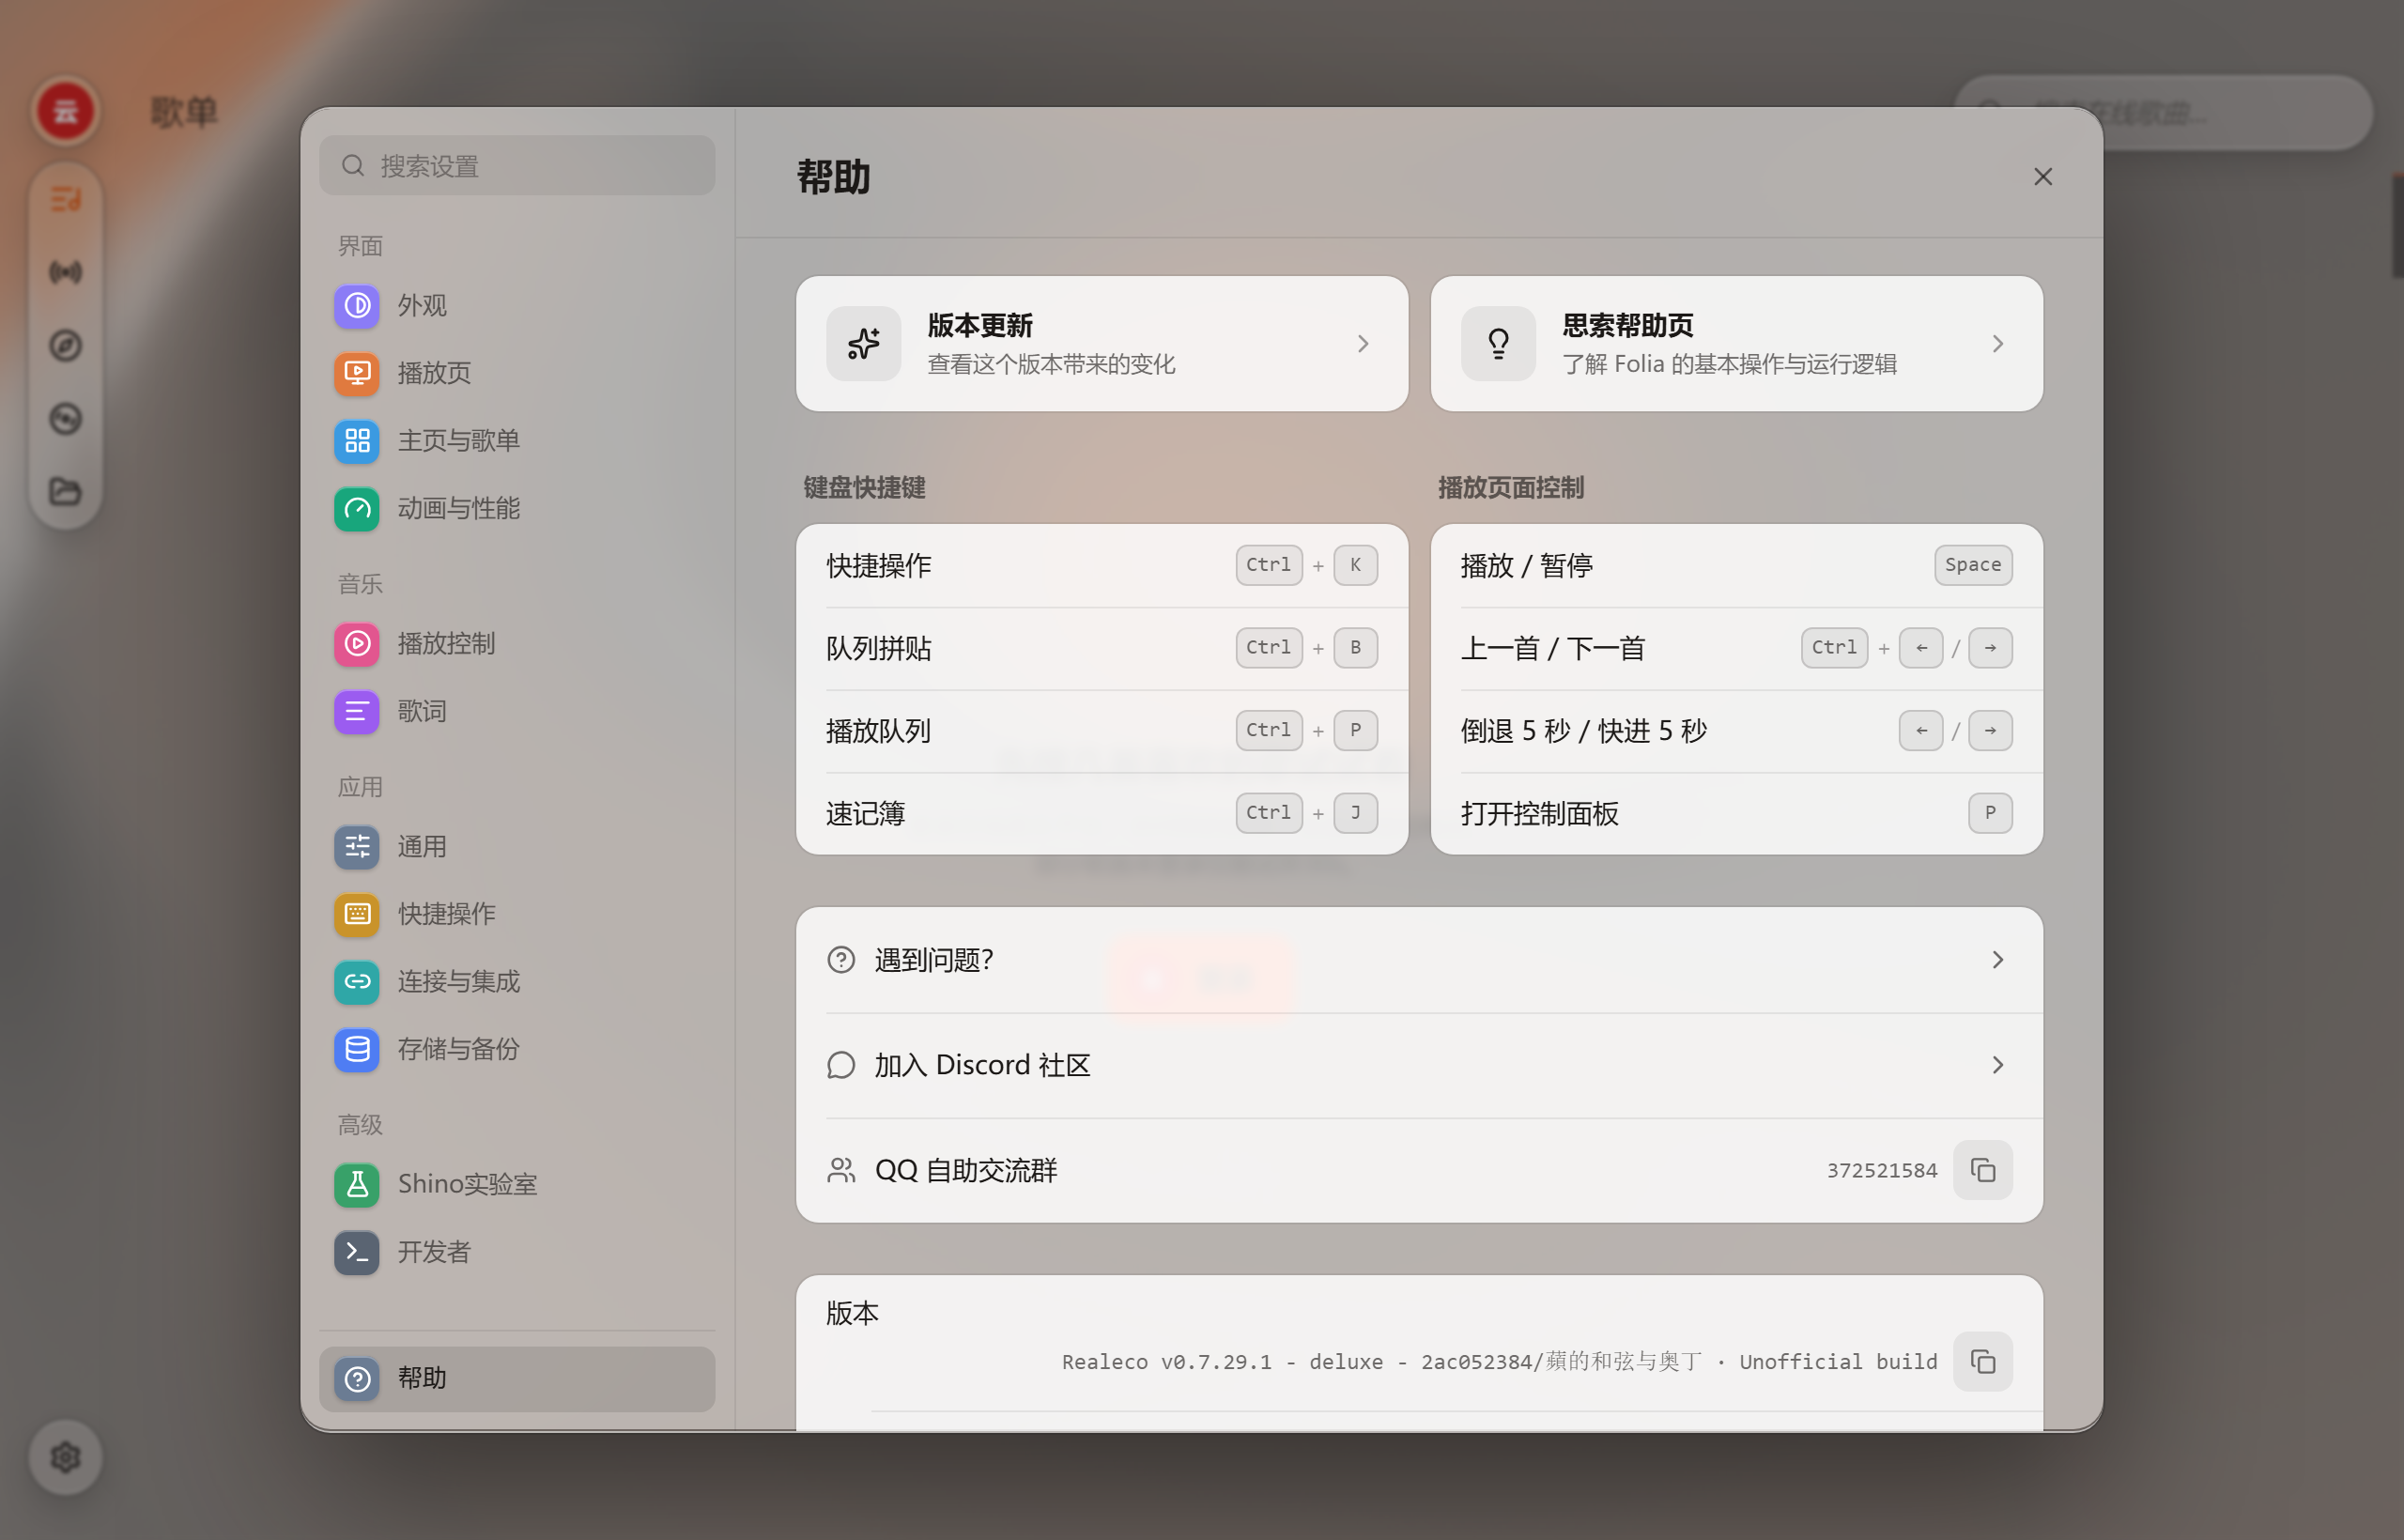 云
歌单
在线歌曲...
搜索设置
界面
外观
播放页
主页与歌单
动画与性能
音乐
播放控制
歌词
应用
通用
快捷操作
连接与集成
存储与备份
高级
Shino实验室
开发者
帮助
帮助
版本更新
查看这个版本带来的变化
思索帮助页
了解 Folia 的基本操作与运行逻辑
键盘快捷键
快捷操作 Ctrl + K
队列拼贴 Ctrl + B
播放队列 Ctrl + P
速记簿 Ctrl + J
播放页面控制
播放 / 暂停 Space
上一首 / 下一首 Ctrl + ← / →
倒退 5 秒 / 快进 5 秒 ← / →
打开控制面板 P
遇到问题?
加入 Discord 社区
QQ 自助交流群 372521584
版本
Realeco v0.7.29.1 - deluxe - 2ac052384/蘋的和弦与奥丁 · Unofficial build